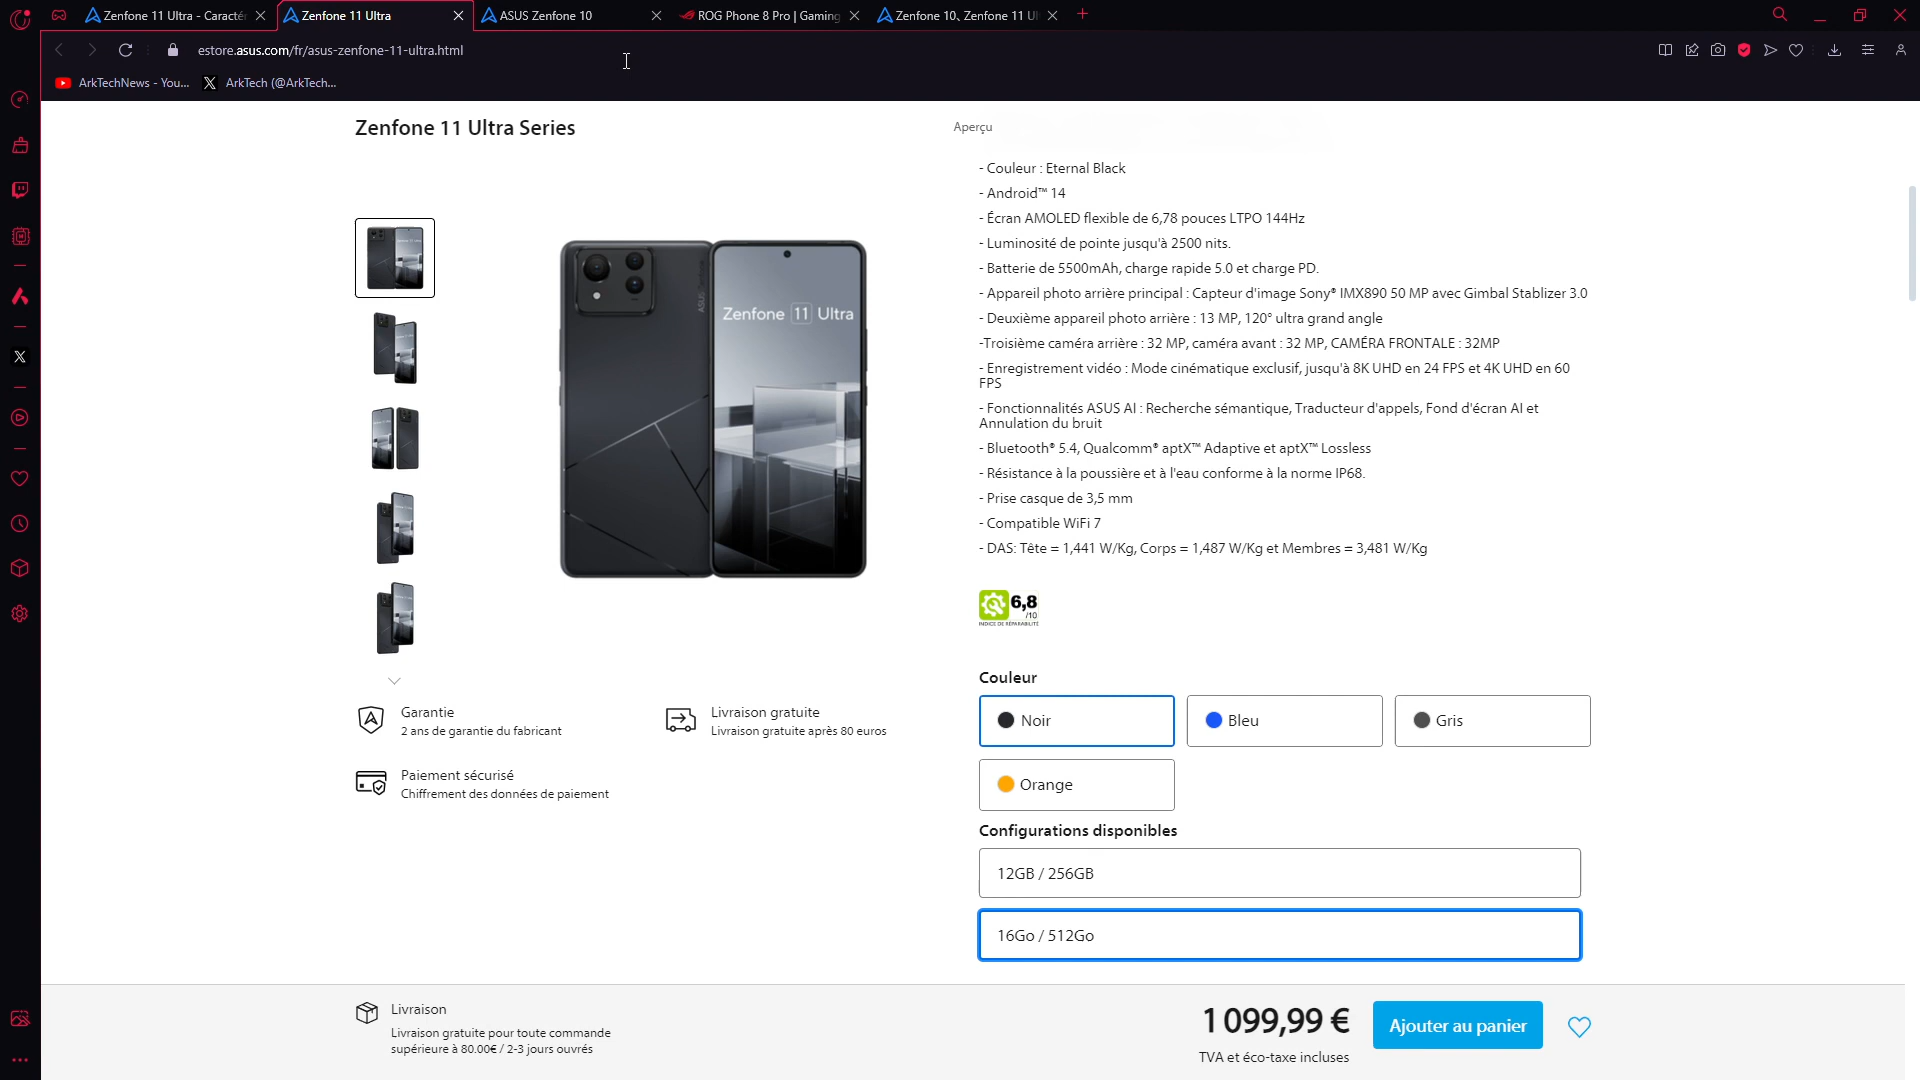 Zenfone 11 Ultra - Caracté
Zenfone 11 Ultra
ASUS Zenfone 10
ROG Phone 8 Pro | Gaming
Zenfone 10、Zenfone 11 Ul
estore.asus.com/fr/asus-zenfone-11-ultra.html
ArkTechNews - You...
ArkTech (@ArkTech...
Zenfone 11 Ultra Series
Aperçu
- Couleur : Eternal Black
- Android™ 14
- Écran AMOLED flexible de 6,78 pouces LTPO 144Hz
- Luminosité de pointe jusqu'à 2500 nits.
- Batterie de 5500mAh, charge rapide 5.0 et charge PD.
- Appareil photo arrière principal : Capteur d'image Sony® IMX890 50 MP avec Gimbal Stablizer 3.0
- Deuxième appareil photo arrière : 13 MP, 120° ultra grand angle
-Troisième caméra arrière : 32 MP, caméra avant : 32 MP, CAMÉRA FRONTALE : 32MP
- Enregistrement vidéo : Mode cinématique exclusif, jusqu'à 8K UHD en 24 FPS et 4K UHD en 60
FPS
- Fonctionnalités ASUS AI : Recherche sémantique, Traducteur d'appels, Fond d'écran AI et
Annulation du bruit
- Bluetooth® 5.4, Qualcomm® aptX™ Adaptive et aptX™ Lossless
- Résistance à la poussière et à l'eau conforme à la norme IP68.
- Prise casque de 3,5 mm
- Compatible WiFi 7
- DAS: Tête = 1,441 W/Kg, Corps = 1,487 W/Kg et Membres = 3,481 W/Kg
Zenfone 11 Ultra
ASUS Zenfone
6,8
/10
INDICE DE RÉPARABILITÉ
Couleur
Noir
Bleu
Gris
Orange
Configurations disponibles
12GB / 256GB
16Go / 512Go
Garantie
2 ans de garantie du fabricant
Livraison gratuite
Livraison gratuite après 80 euros
Paiement sécurisé
Chiffrement des données de paiement
Livraison
Livraison gratuite pour toute commande
supérieure à 80.00€ / 2-3 jours ouvrés
1 099,99 €
TVA et éco-taxe incluses
Ajouter au panier